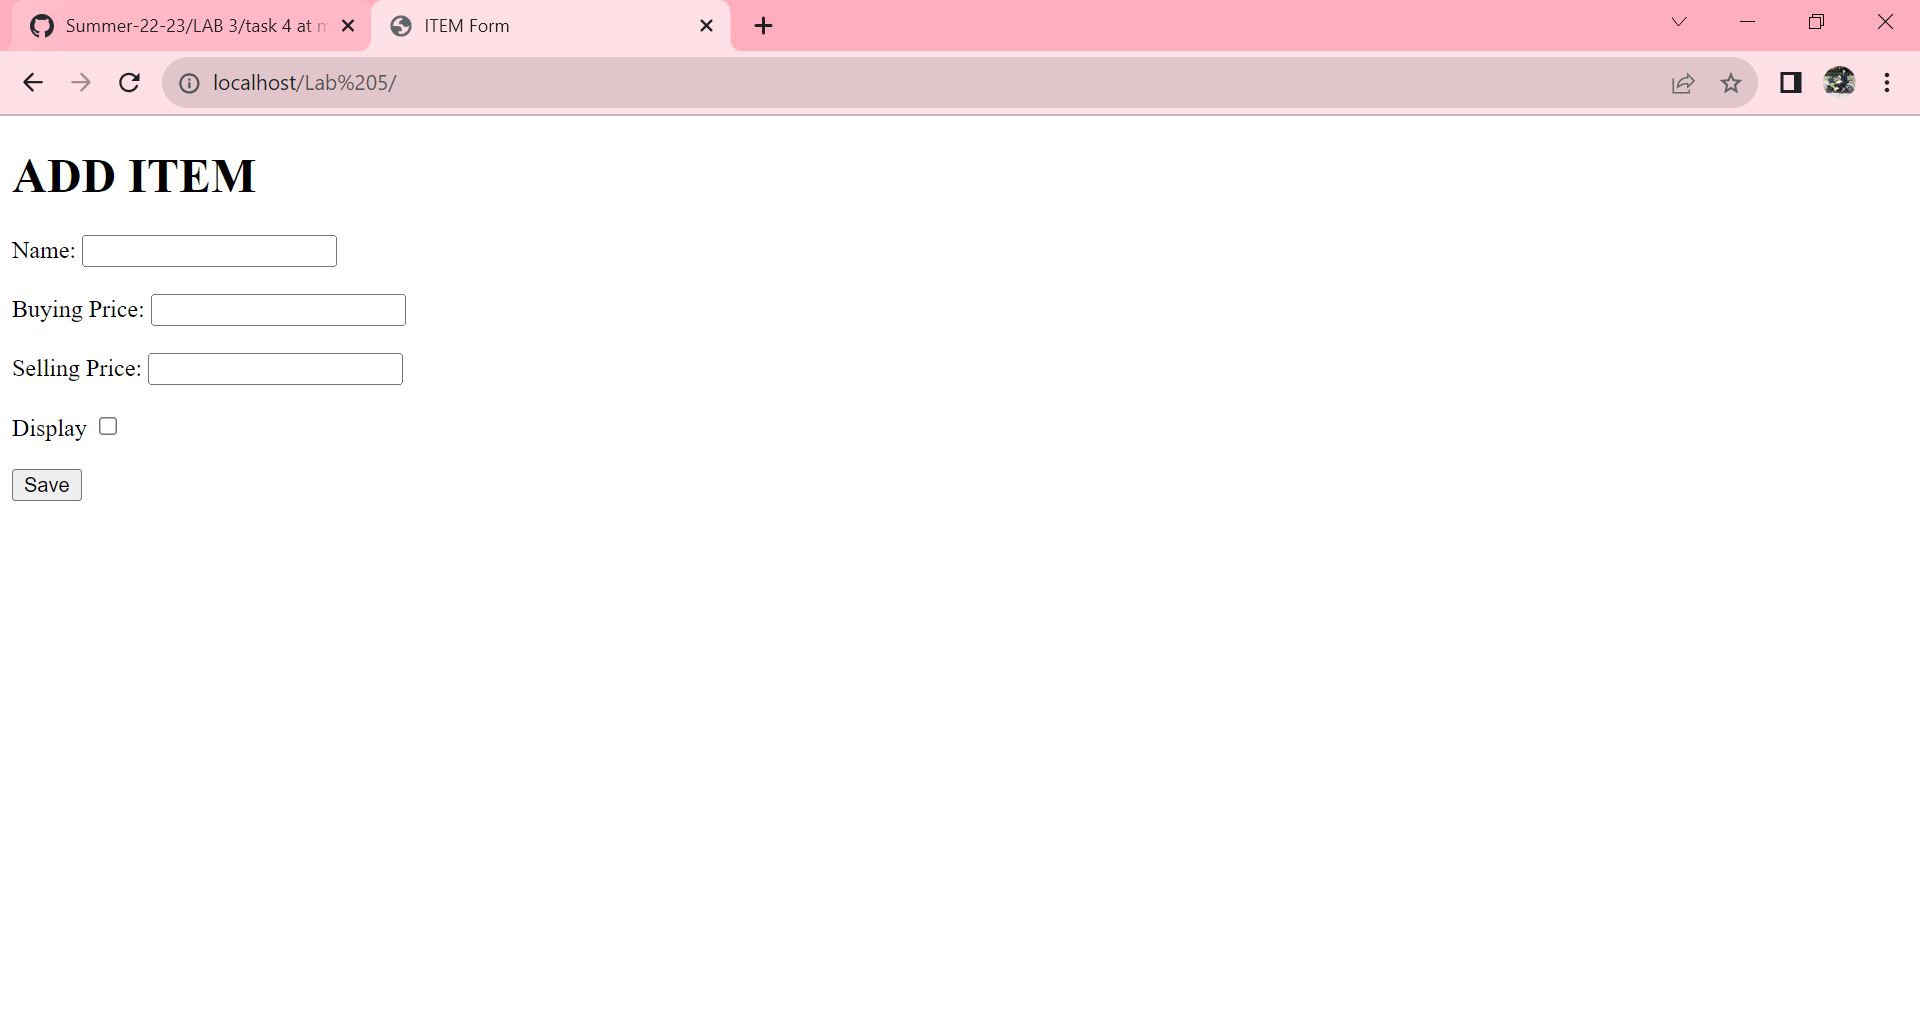 Summer-22-23/LAB 3/task 4 at
ITEM Form
localhost/Lab%205/
ADD ITEM
Name:
Buying Price:
Selling Price:
Display
Save